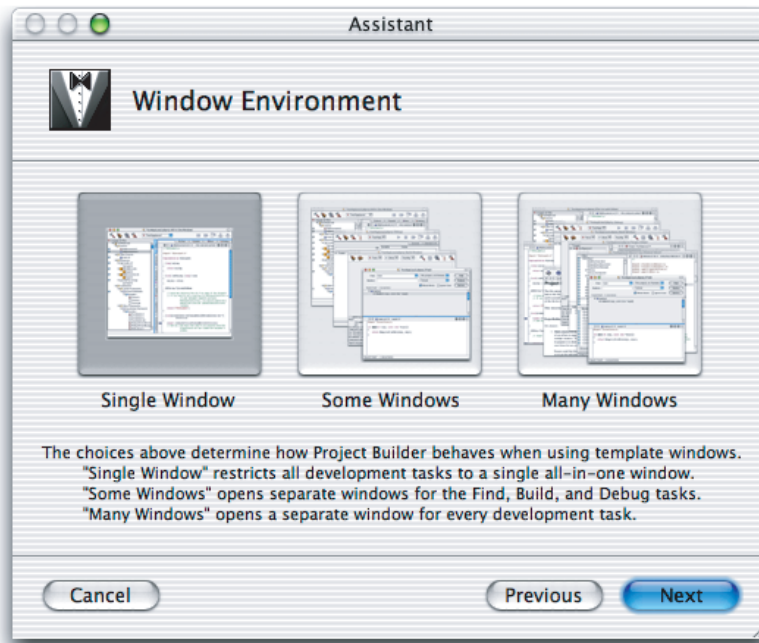 Assistant
Window Environment
Single Window
Some Windows
Many Windows
The choices above determine how Project Builder behaves when using template windows.
"Single Window" restricts all development tasks to a single all-in-one window.
"Some Windows" opens separate windows for the Find, Build, and Debug tasks.
"Many Windows" opens a separate window for every development task.
Cancel
Previous
Next